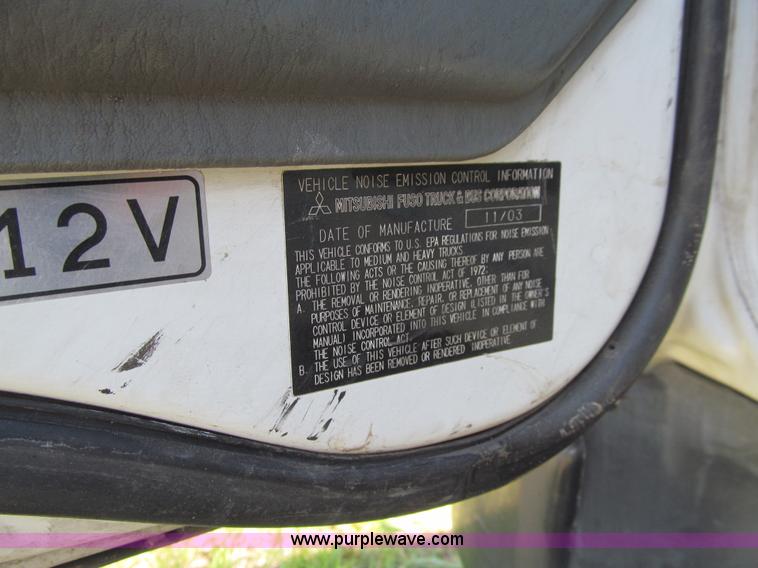 12V
VEHICLE NOISE EMISSION CONTROL INFORMATION
MITSUBISHI FUSO TRUCK & BUS CORPORATION
DATE OF MANUFACTURE 11/03
THIS VEHICLE CONFORMS TO U.S. EPA REGULATIONS FOR NOISE EMISSION
APPLICABLE TO MEDIUM AND HEAVY TRUCKS.
THE FOLLOWING ACTS OR THE CAUSING THEREOF BY ANY PERSON ARE
PROHIBITED BY THE NOISE CONTROL ACT OF 1972:
A. THE REMOVAL OR RENDERING INOPERATIVE, OTHER THAN FOR
PURPOSES OF MAINTENANCE, REPAIR, OR REPLACEMENT OF ANY NOISE
CONTROL DEVICE OR ELEMENT OF DESIGN (LISTED IN THE OWNER'S
MANUAL) INCORPORATED INTO THIS VEHICLE IN COMPLIANCE WITH
THE NOISE CONTROL ACT.
B. THE USE OF THIS VEHICLE AFTER SUCH DEVICE OR ELEMENT OF
DESIGN HAS BEEN REMOVED OR RENDERED INOPERATIVE.
www.purplewave.com